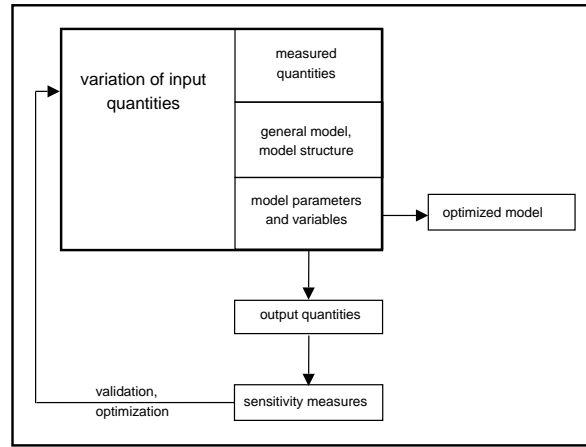 variation of input
quantities
measured
quantities
general model,
model structure
model parameters
and variables
optimized model
output quantities
validation,
optimization
sensitivity measures